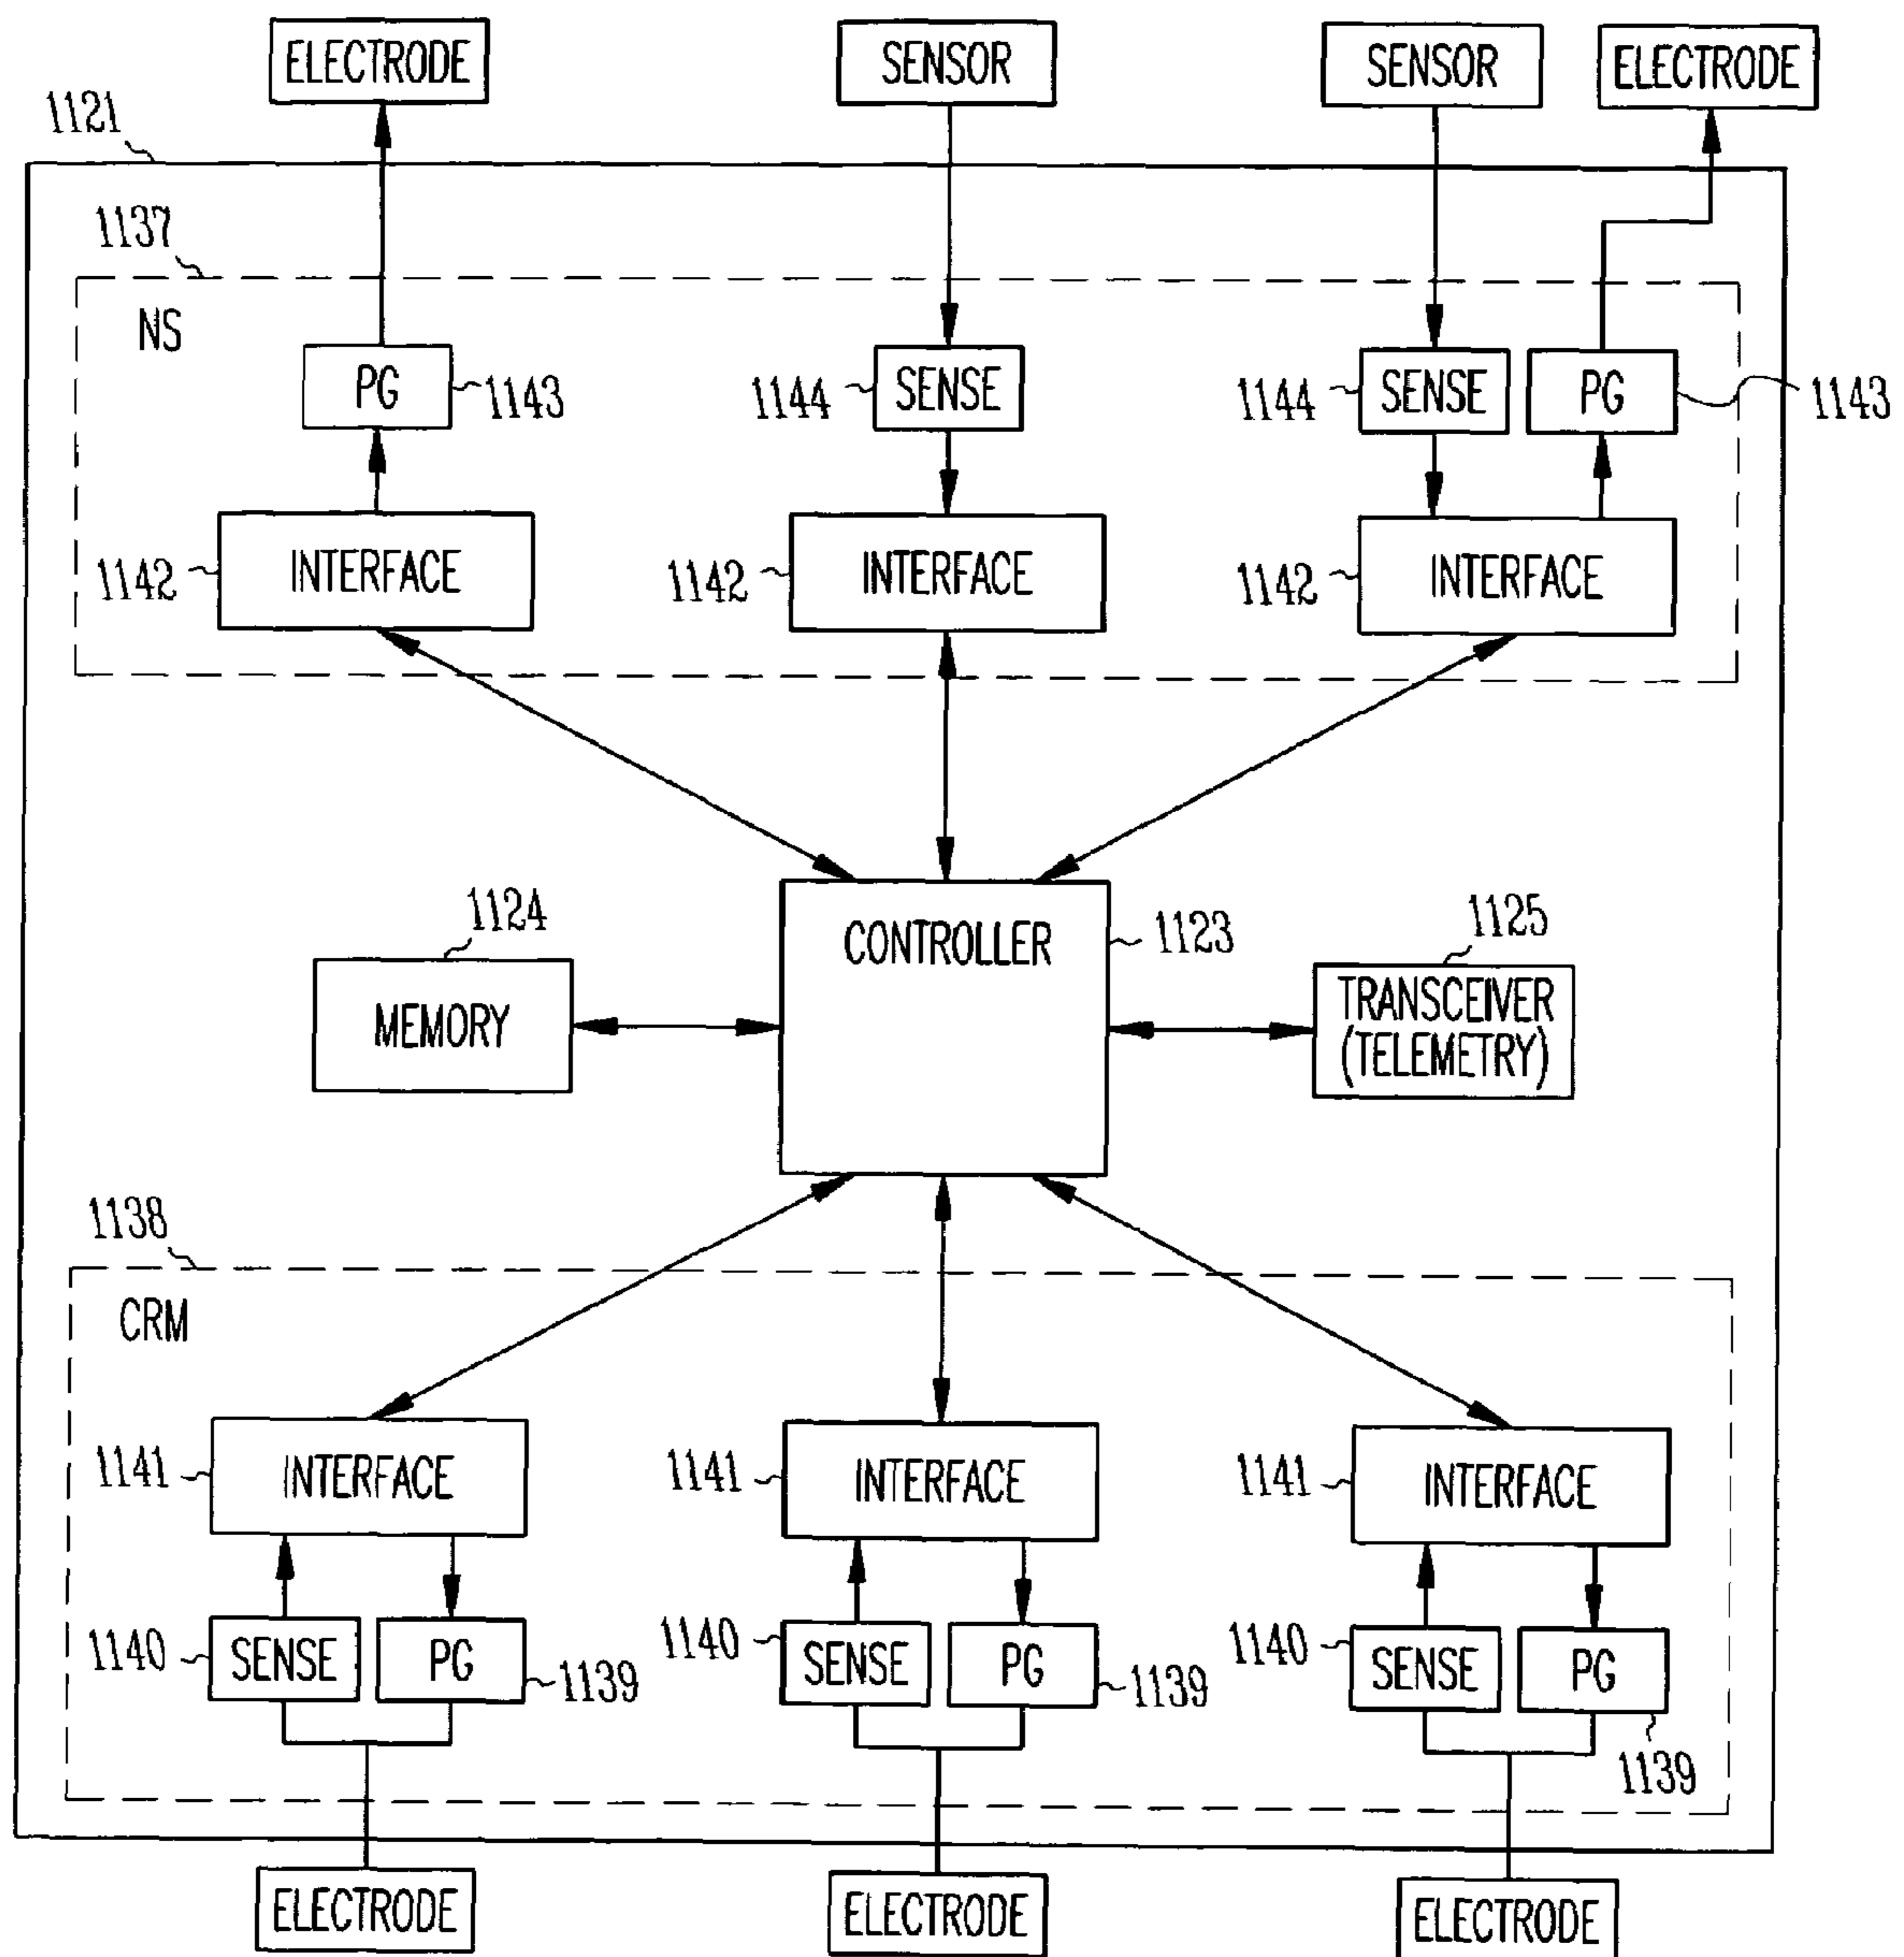 ELECTRODE
SENSOR
SENSOR
ELECTRODE
1121
1137
NS
PG
1143
1144
SENSE
1144
SENSE
PG
1143
1142
INTERFACE
1142
INTERFACE
1142
INTERFACE
1124
MEMORY
CONTROLLER
1123
1125
TRANSCEIVER
(TELEMETRY)
1138
CRM
1141
INTERFACE
1141
INTERFACE
1141
INTERFACE
1140
SENSE
PG
1139
1140
SENSE
PG
1139
1140
SENSE
PG
1139
ELECTRODE
ELECTRODE
ELECTRODE